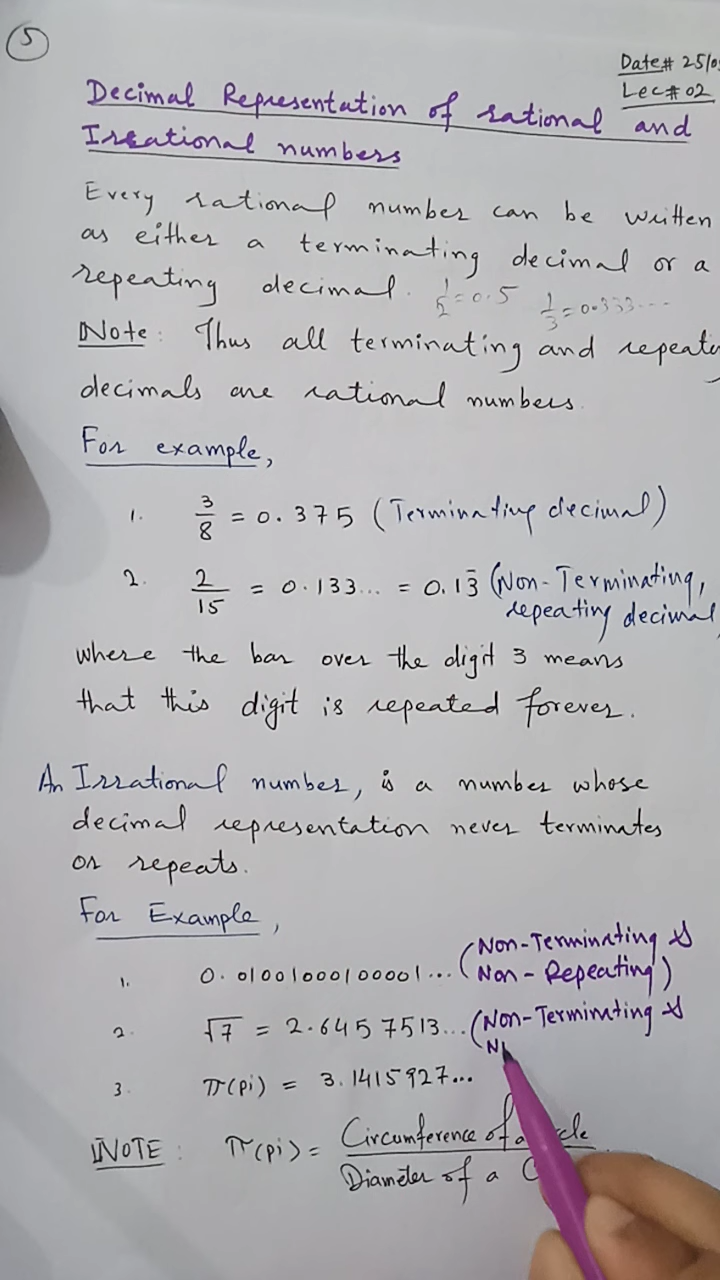 5
Date# 25/0
Lec# 02
Decimal Representation of rational and
Irrational numbers
Every rational number can be written
as either a terminating decimal or a
repeating decimal. 1/2 = 0.5 1/3 = 0.333...
Note: Thus all terminating and repeati
decimals are rational numbers.
For example,
1. 3/8 = 0.375 (Terminating decimal)
2. 2/15 = 0.133... = 0.13̄ (Non-Terminating,
repeating decimal
where the bar over the digit 3 means
that this digit is repeated forever.
An Irrational number, is a number whose
decimal representation never terminates
or repeats.
For Example,
1. 0.01001000100001... (Non-Terminating &
Non-Repeating)
2. √7 = 2.6457513... (Non-Terminating &
N
3. π(pi) = 3.1415927...
NOTE: π(pi) = Circumference of a
Diameter of a C